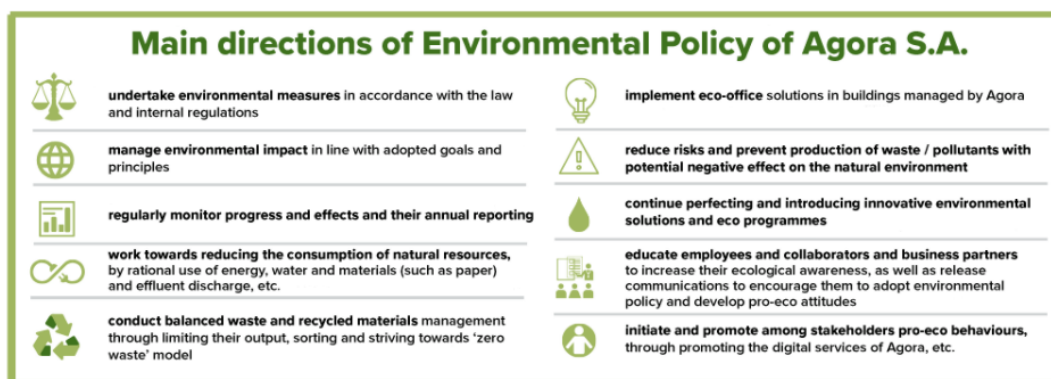 Main directions of Environmental Policy of Agora S.A.
undertake environmental measures in accordance with the law
and internal regulations
manage environmental impact in line with adopted goals and
principles
regularly monitor progress and effects and their annual reporting
work towards reducing the consumption of natural resources,
by rational use of energy, water and materials (such as paper)
and effluent discharge, etc.
conduct balanced waste and recycled materials management
through limiting their output, sorting and striving towards ‘zero
waste’ model
implement eco-office solutions in buildings managed by Agora
reduce risks and prevent production of waste / pollutants with
potential negative effect on the natural environment
continue perfecting and introducing innovative environmental
solutions and eco programmes
educate employees and collaborators and business partners
to increase their ecological awareness, as well as release
communications to encourage them to adopt environmental
policy and develop pro-eco attitudes
initiate and promote among stakeholders pro-eco behaviours,
through promoting the digital services of Agora, etc.